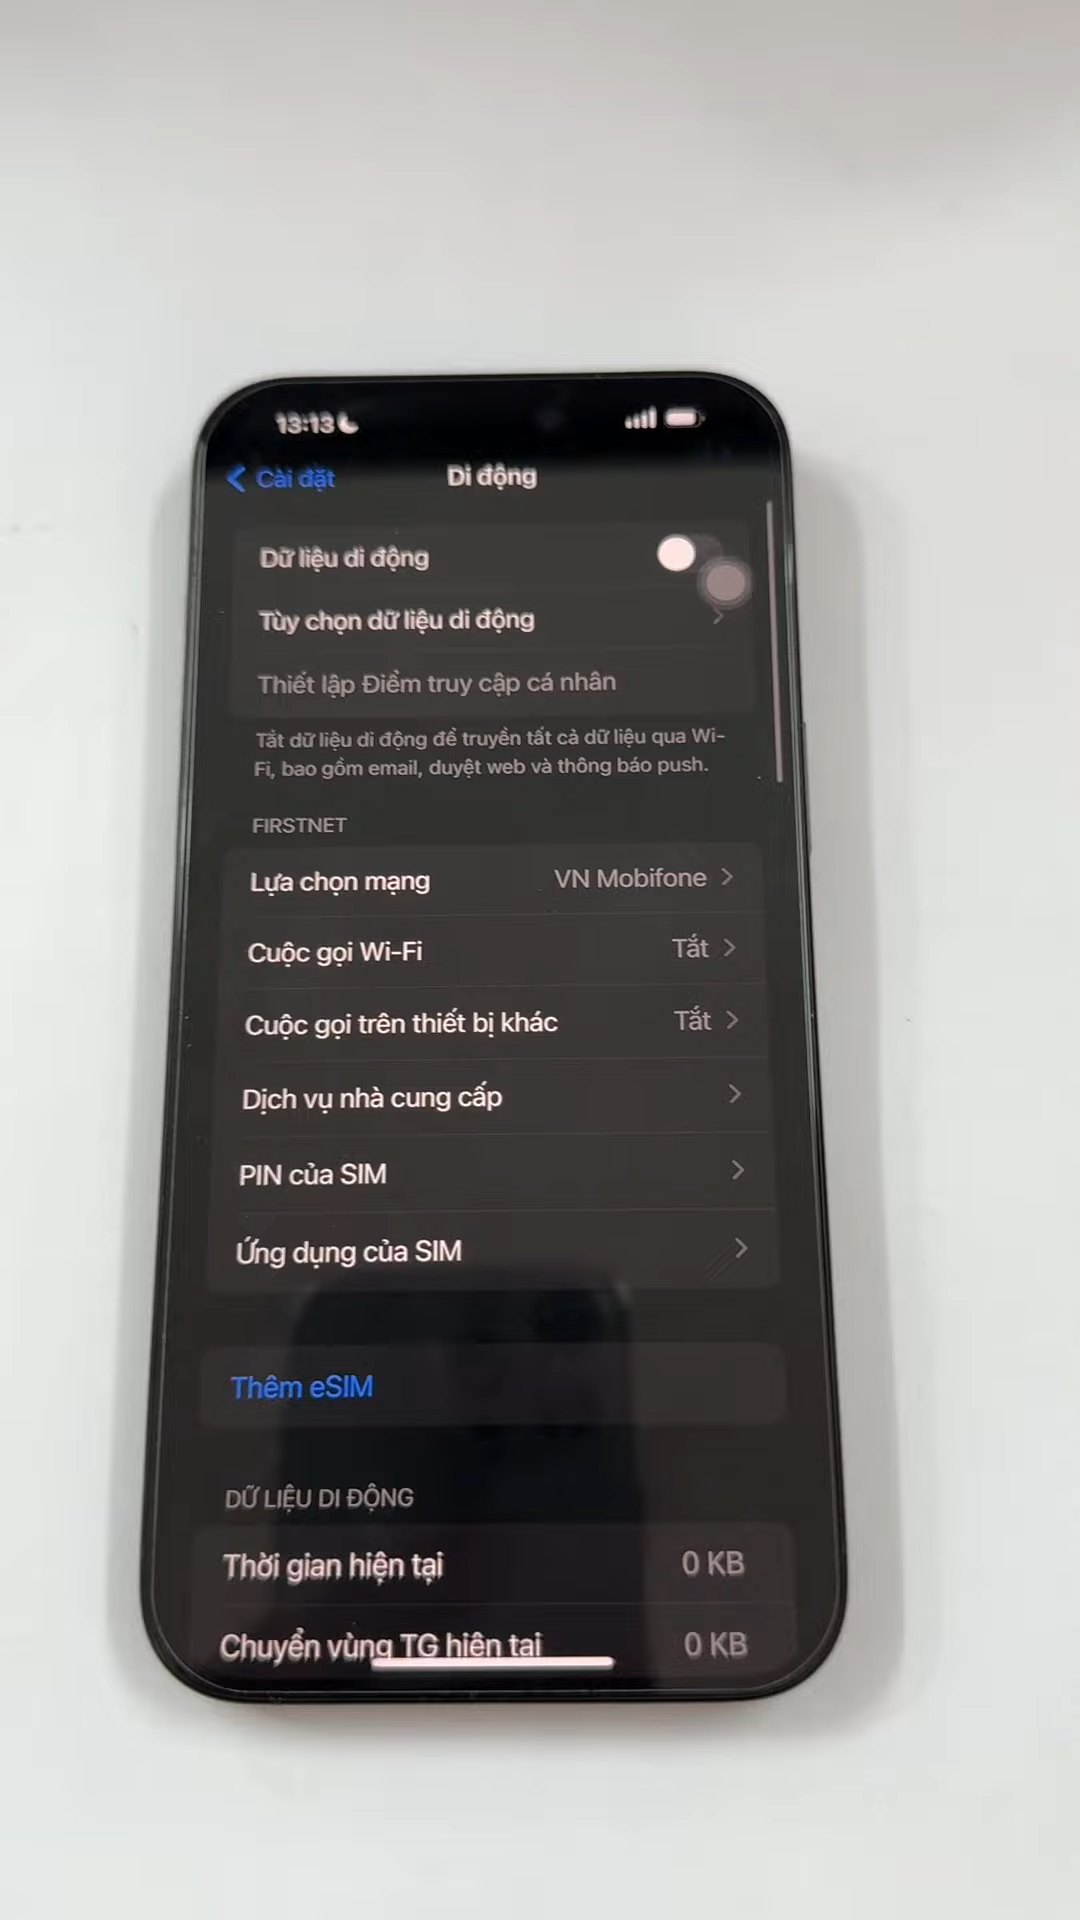 13:13
Cài đặt
Di động
Dữ liệu di động
Tùy chọn dữ liệu di động
Thiết lập Điểm truy cập cá nhân
Tắt dữ liệu di động để truyền tất cả dữ liệu qua Wi-
Fi, bao gồm email, duyệt web và thông báo push.
FIRSTNET
Lựa chọn mạng VN Mobifone
Cuộc gọi Wi-Fi Tắt
Cuộc gọi trên thiết bị khác Tắt
Dịch vụ nhà cung cấp
PIN của SIM
Ứng dụng của SIM
Thêm eSIM
DỮ LIỆU DI ĐỘNG
Thời gian hiện tại 0 KB
Chuyển vùng TG hiện tại 0 KB